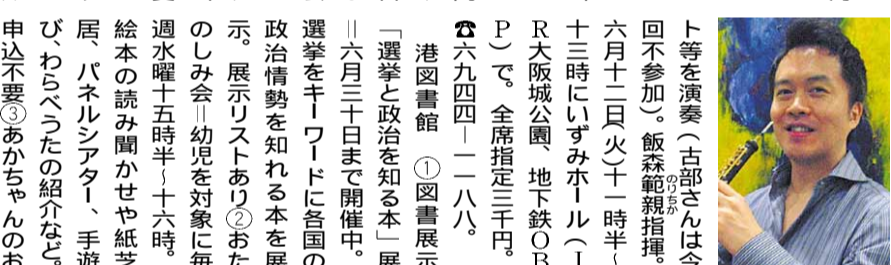 ト等を演奏（古部さんは今
回不参加）。飯森範親指揮。
のりちか
六月十二日（火）十一時半～
十三時にいずみホール（J
R大阪城公園、地下鉄OB
P）で。全席指定三千円。
☎六九四四―一一八八。
港図書館　①図書展示
「選挙と政治を知る本」展
＝六月三十日まで開催中。
選挙をキーワードに各国の
政治情勢を知れる本を展
示。展示リストあり②おた
のしみ会＝幼児を対象に毎
週水曜十五時半～十六時。
絵本の読み聞かせや紙芝
居、パネルシアター、手遊
び、わらべうたの紹介など。
申込不要③あかちゃんのお